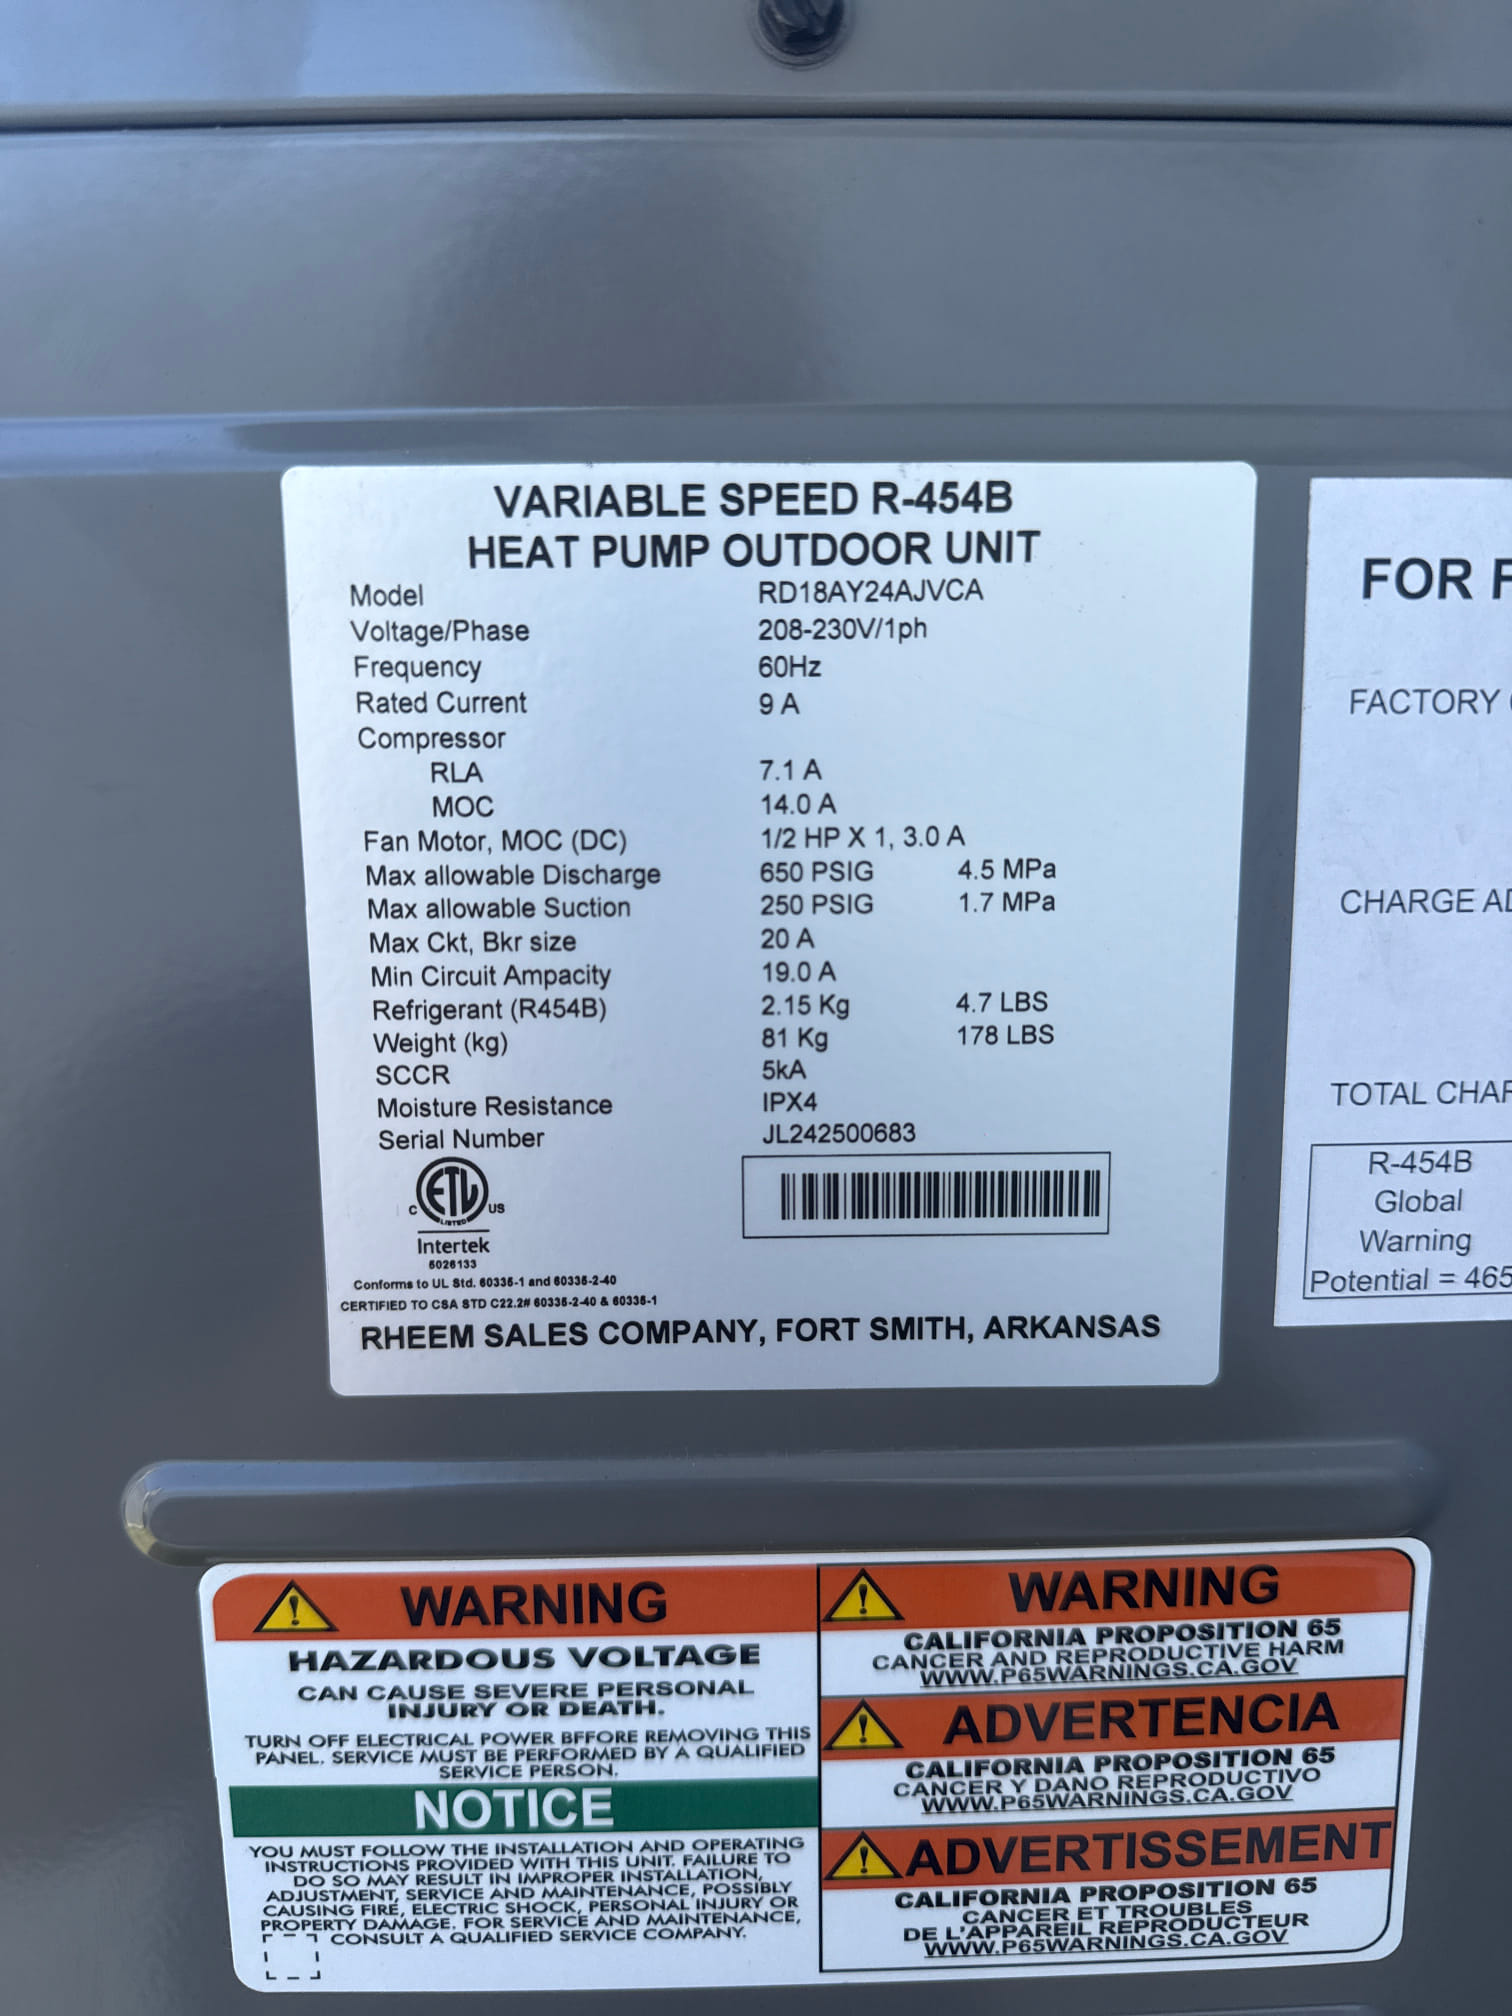 VARIABLE SPEED R-454B
HEAT PUMP OUTDOOR UNIT
Model RD18AY24AJVCA
Voltage/Phase 208-230V/1ph
Frequency 60Hz
Rated Current 9 A
Compressor
RLA 7.1 A
MOC 14.0 A
Fan Motor, MOC (DC) 1/2 HP X 1, 3.0 A
Max allowable Discharge 650 PSIG 4.5 MPa
Max allowable Suction 250 PSIG 1.7 MPa
Max Ckt, Bkr size 20 A
Min Circuit Ampacity 19.0 A
Refrigerant (R454B) 2.15 Kg 4.7 LBS
Weight (kg) 81 Kg 178 LBS
SCCR 5kA
Moisture Resistance IPX4
Serial Number JL242500683
C ETL US
LISTED
Intertek
5026133
Conforms to UL Std. 60335-1 and 60335-2-40
CERTIFIED TO CSA STD C22.2# 60335-2-40 & 60335-1
RHEEM SALES COMPANY, FORT SMITH, ARKANSAS
FOR
FACTORY
CHARGE
TOTAL
R-454B
Global
Warning
Potential = 465
WARNING
HAZARDOUS VOLTAGE
CAN CAUSE SEVERE PERSONAL
INJURY OR DEATH.
TURN OFF ELECTRICAL POWER BFFORE REMOVING THIS
PANEL. SERVICE MUST BE PERFORMED BY A QUALIFIED
SERVICE PERSON.
NOTICE
YOU MUST FOLLOW THE INSTALLATION AND OPERATING
INSTRUCTIONS PROVIDED WITH THIS UNIT. FAILURE TO
DO SO MAY RESULT IN IMPROPER INSTALLATION,
ADJUSTMENT, SERVICE AND MAINTENANCE, POSSIBLY
CAUSING FIRE, ELECTRIC SHOCK, PERSONAL INJURY OR
PROPERTY DAMAGE. FOR SERVICE AND MAINTENANCE,
CONSULT A QUALIFIED SERVICE COMPANY.
WARNING
CALIFORNIA PROPOSITION 65
CANCER AND REPRODUCTIVE HARM
WWW.P65WARNINGS.CA.GOV
ADVERTENCIA
CALIFORNIA PROPOSITION 65
CANCER Y DANO REPRODUCTIVO
WWW.P65WARNINGS.CA.GOV
ADVERTISSEMENT
CALIFORNIA PROPOSITION 65
CANCER ET TROUBLES
DE L'APPAREIL REPRODUCTEUR
WWW.P65WARNINGS.CA.GOV